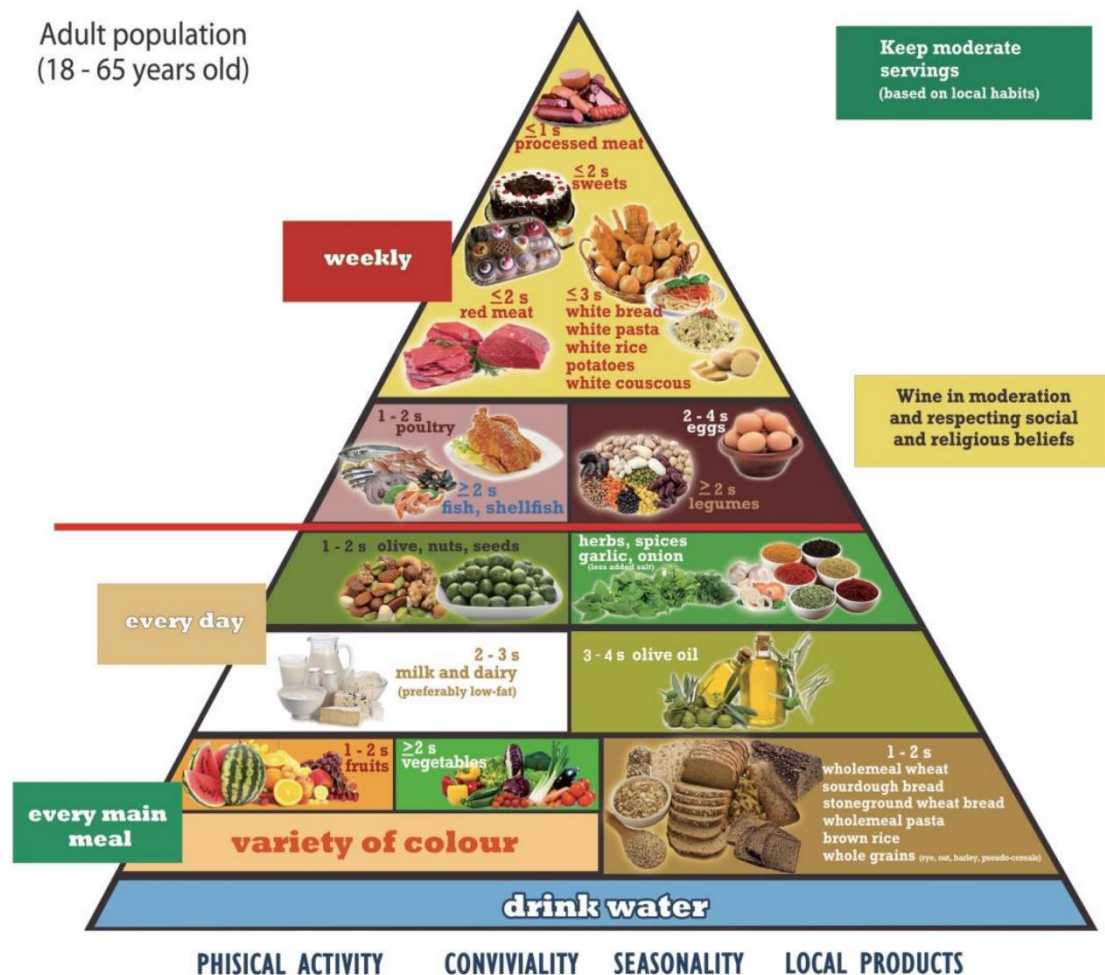 Adult population
(18 - 65 years old)
Keep moderate
servings
(based on local habits)
≤1 s
processed meat
≤2 s
sweets
weekly
≤2 s
red meat
≤3 s
white bread
white pasta
white rice
potatoes
white couscous
Wine in moderation
and respecting social
and religious beliefs
1 - 2 s
poultry
≥2 s
fish, shellfish
2 - 4 s
eggs
≥2 s
legumes
1 - 2 s olive, nuts, seeds
herbs, spices
garlic, onion
(less added salt)
every day
2 - 3 s
milk and dairy
(preferably low-fat)
3 - 4 s olive oil
1 - 2 s
fruits
≥2 s
vegetables
1 - 2 s
wholemeal wheat
sourdough bread
stoneground wheat bread
wholemeal pasta
brown rice
whole grains (rye, oat, barley, pseudo-cereals)
every main
meal
variety of colour
drink water
PHISICAL ACTIVITY CONVIVIALITY SEASONALITY LOCAL PRODUCTS